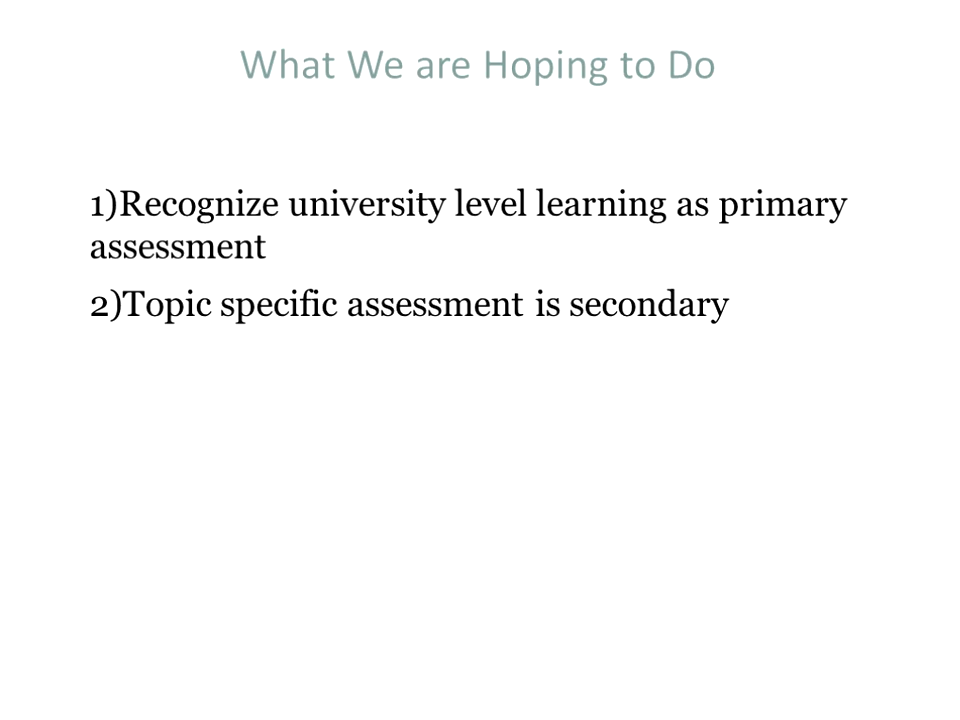 What We are Hoping to Do
1)Recognize university level learning as primary
assessment
2)Topic specific assessment is secondary